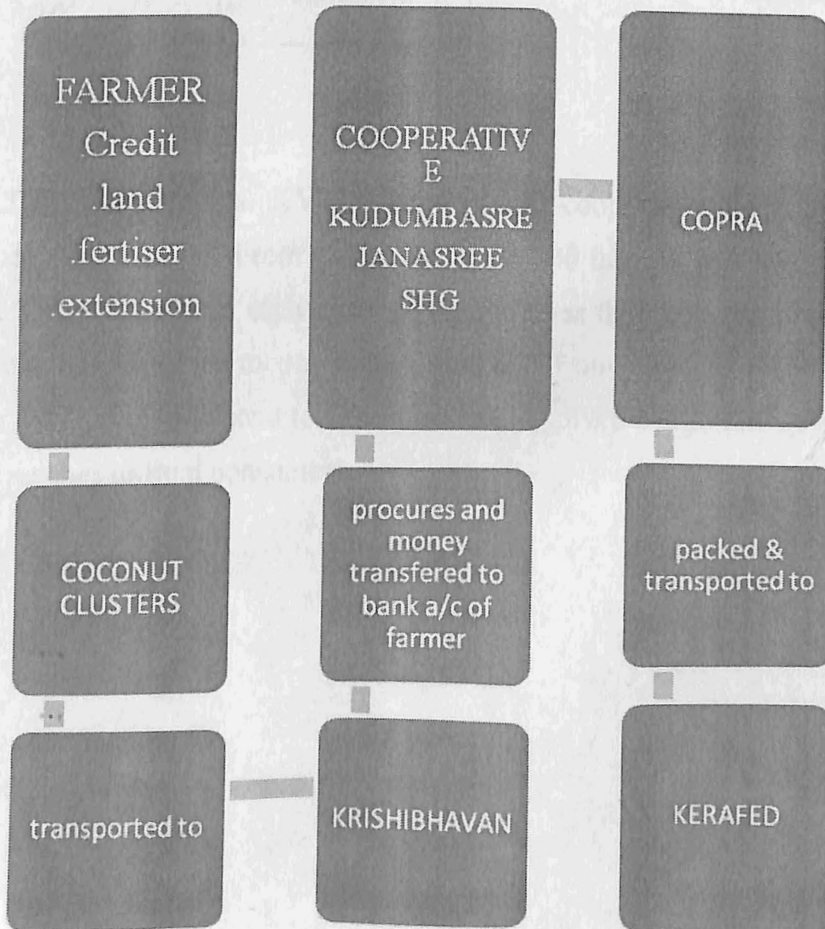 FARMER
.Credit
.land
.fertiser
.extension
COCONUT
CLUSTERS
transported to
KRISHIBHAVAN
procures and
money
transfered to
bank a/c of
farmer
COOPERATIV
E
KUDUMBASRE
JANASREE
SHG
COPRA
packed &
transported to
KERAFED